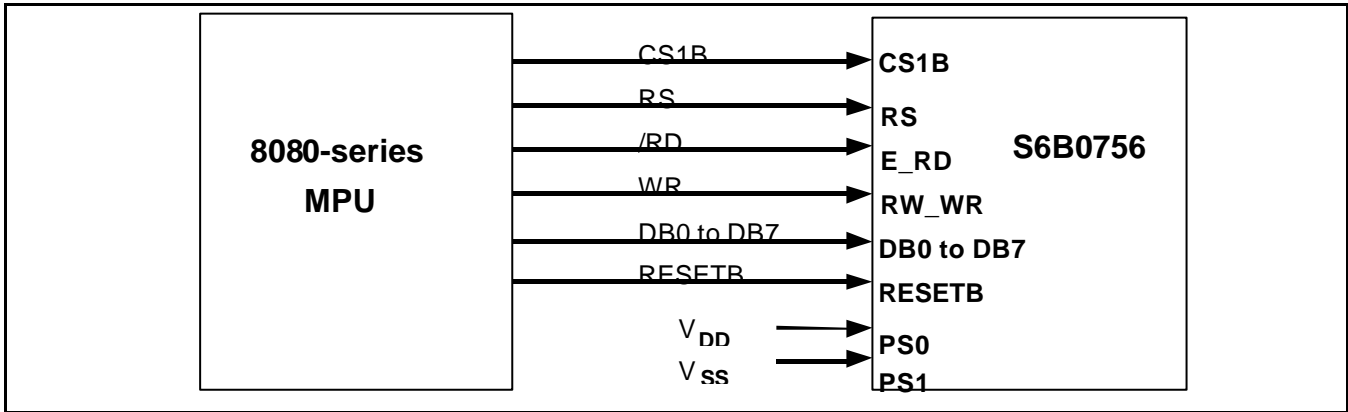 8080-series
MPU
CS1B
RS
/RD
WR
DB0 to DB7
RESETB
VDD
VSS
CS1B
RS
E_RD
RW_WR
DB0 to DB7
RESETB
PS0
PS1
S6B0756